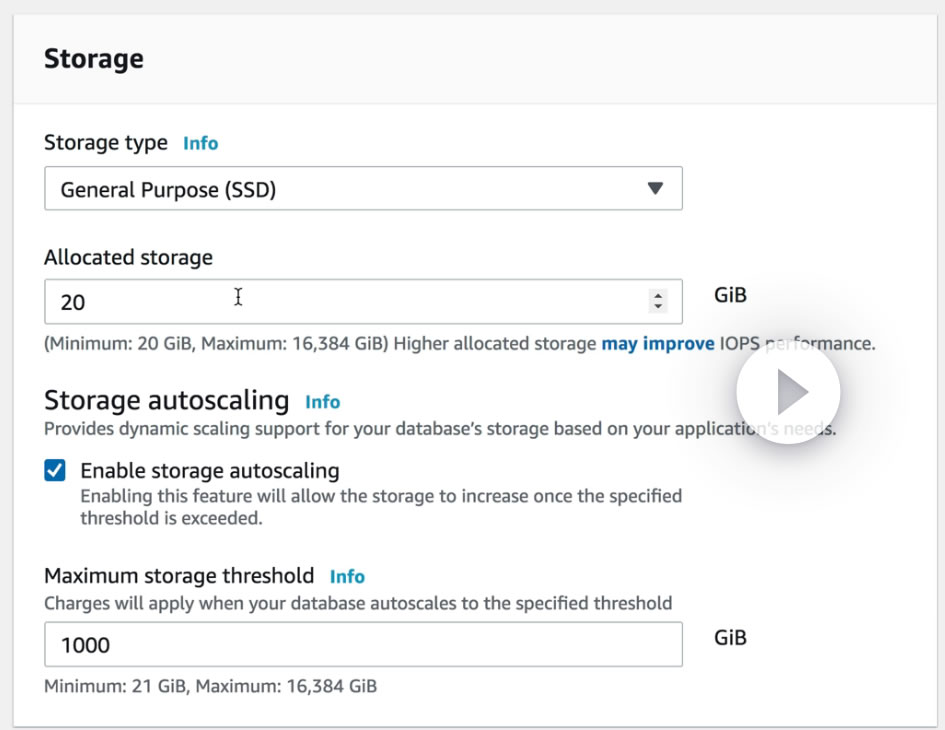 Storage
Storage type Info
General Purpose (SSD)
Allocated storage
20
GiB
(Minimum: 20 GiB, Maximum: 16,384 GiB) Higher allocated storage may improve IOPS performance.
Storage autoscaling Info
Provides dynamic scaling support for your database's storage based on your application's needs.
Enable storage autoscaling
Enabling this feature will allow the storage to increase once the specified
threshold is exceeded.
Maximum storage threshold Info
Charges will apply when your database autoscales to the specified threshold
1000
GiB
Minimum: 21 GiB, Maximum: 16,384 GiB